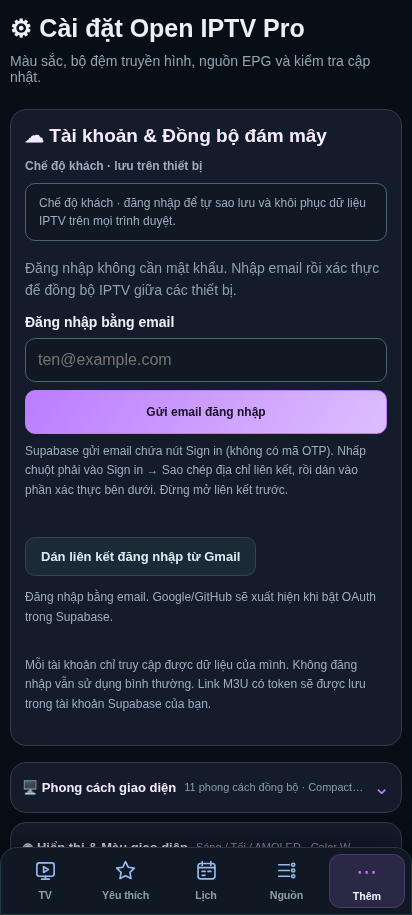 ⚙ Cài đặt Open IPTV Pro
Màu sắc, bộ đệm truyền hình, nguồn EPG và kiểm tra cập
nhật.
☁ Tài khoản & Đồng bộ đám mây
Chế độ khách · lưu trên thiết bị
Chế độ khách · đăng nhập để tự sao lưu và khôi phục dữ liệu
IPTV trên mọi trình duyệt.
Đăng nhập không cần mật khẩu. Nhập email rồi xác thực
để đồng bộ IPTV giữa các thiết bị.
Đăng nhập bằng email
ten@example.com
Gửi email đăng nhập
Supabase gửi email chứa nút Sign in (không có mã OTP). Nhấp
chuột phải vào Sign in → Sao chép địa chỉ liên kết, rồi dán vào
phần xác thực bên dưới. Đừng mở liên kết trước.
Dán liên kết đăng nhập từ Gmail
Đăng nhập bằng email. Google/GitHub sẽ xuất hiện khi bật OAuth
trong Supabase.
Mỗi tài khoản chỉ truy cập được dữ liệu của mình. Không đăng
nhập vẫn sử dụng bình thường. Link M3U có token sẽ được lưu
trong tài khoản Supabase của bạn.
🖥️ Phong cách giao diện 11 phong cách đồng bộ · Compact…
Hiển thị & Màu giao diện Sáng / Tối / AMOLED · Color W…
TV
Yêu thích
Lịch
Nguồn
Thêm